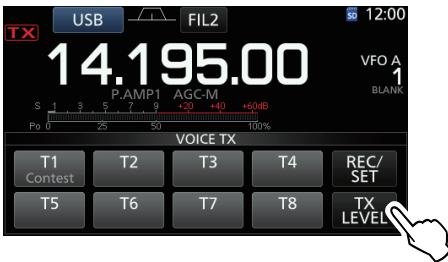 USB FIL2 SD 12:00
TX
14.195.00 VFO A
1
P.AMP1 AGC-M BLANK
S 1 3 5 7 9 +20 +40 +60dB
Po 0 25 50 100%
VOICE TX
T1 T2 T3 T4 REC/
Contest SET
T5 T6 T7 T8 TX
LEVEL